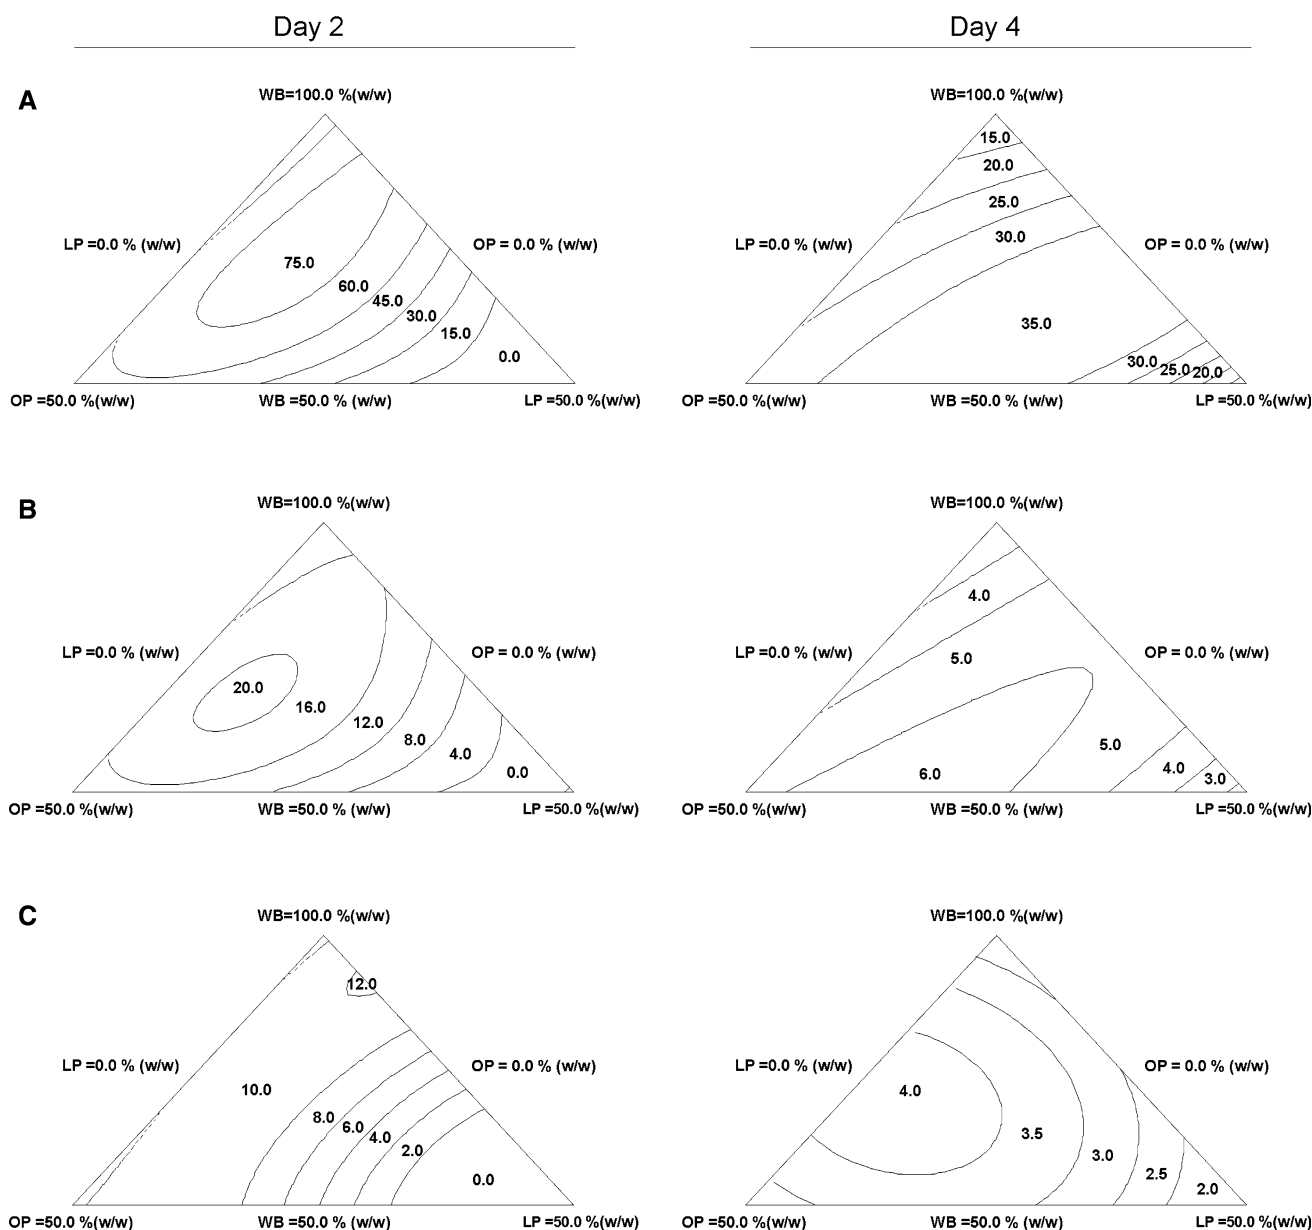 Day 2
Day 4
A
WB=100.0 %(w/w)
LP =0.0 % (w/w)
OP = 0.0 % (w/w)
75.0
60.0
45.0
30.0
15.0
0.0
OP =50.0 %(w/w)
WB =50.0 % (w/w)
LP =50.0 %(w/w)
WB=100.0 %(w/w)
15.0
20.0
25.0
LP =0.0 % (w/w)
30.0
OP = 0.0 % (w/w)
35.0
30.0
25.0
20.0
OP =50.0 %(w/w)
WB =50.0 % (w/w)
LP =50.0 %(w/w)
B
WB=100.0 %(w/w)
LP =0.0 % (w/w)
OP = 0.0 % (w/w)
20.0
16.0
12.0
8.0
4.0
0.0
OP =50.0 %(w/w)
WB =50.0 % (w/w)
LP =50.0 %(w/w)
WB=100.0 %(w/w)
4.0
LP =0.0 % (w/w)
5.0
OP = 0.0 % (w/w)
5.0
6.0
4.0
3.0
OP =50.0 %(w/w)
WB =50.0 % (w/w)
LP =50.0 %(w/w)
C
WB=100.0 %(w/w)
12.0
LP =0.0 % (w/w)
OP = 0.0 % (w/w)
10.0
8.0
6.0
4.0
2.0
0.0
OP =50.0 %(w/w)
WB =50.0 % (w/w)
LP =50.0 %(w/w)
WB=100.0 %(w/w)
LP =0.0 % (w/w)
OP = 0.0 % (w/w)
4.0
3.5
3.0
2.5
2.0
OP =50.0 %(w/w)
WB =50.0 % (w/w)
LP =50.0 %(w/w)